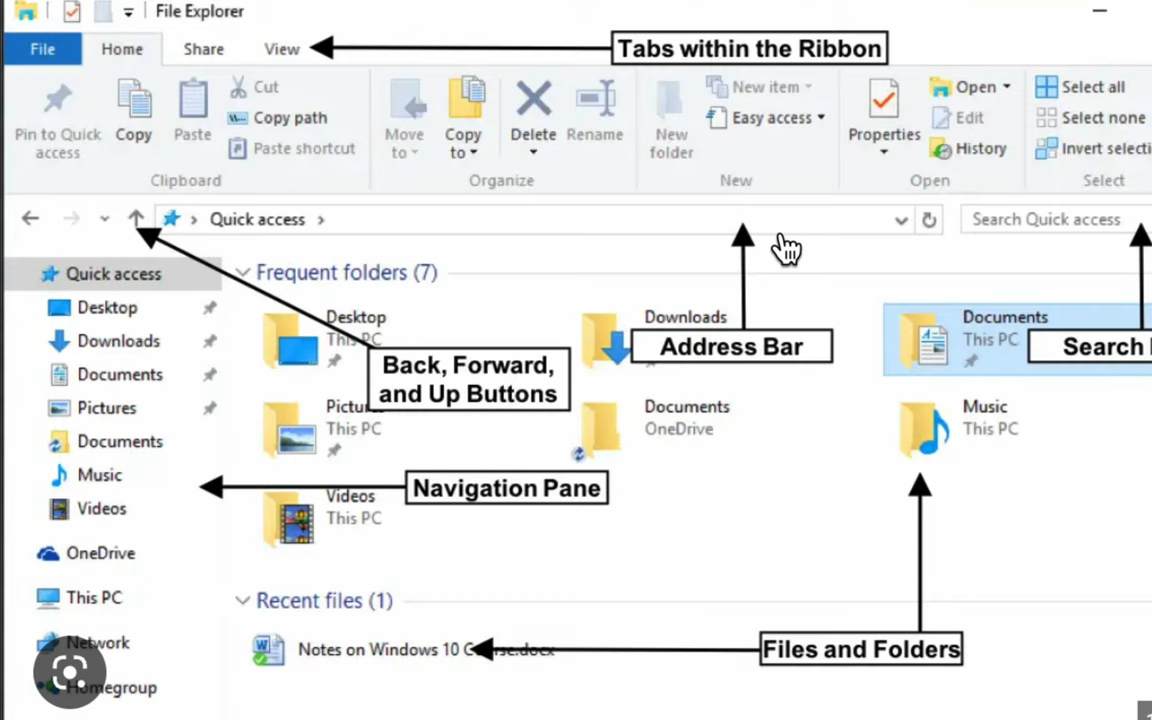 File Explorer
File Home Share View
Tabs within the Ribbon
Pin to Quick access
Copy
Paste
Cut
Copy path
Paste shortcut
Clipboard
Move to
Copy to
Delete
Rename
Organize
New folder
New item
Easy access
New
Properties
Open
Edit
History
Open
Select all
Select none
Invert selecti
Select
Quick access
Search Quick access
Quick access
Desktop
Downloads
Documents
Pictures
Documents
Music
Videos
OneDrive
This PC
Network
Homegroup
Frequent folders (7)
Desktop
This PC
Downloads
Documents
This PC
Address Bar
Search
Back, Forward,
and Up Buttons
This PC
Documents
OneDrive
Music
This PC
Navigation Pane
Videos
This PC
Recent files (1)
Notes on Windows 10 Course.docx
Files and Folders